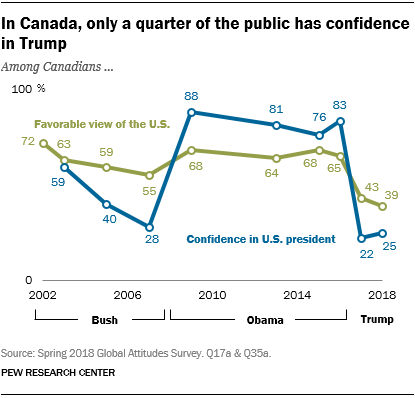 In Canada, only a quarter of the public has confidence
in Trump
Among Canadians ...
100 %
88
83
81
76
Favorable view of the U.S.
72
63
59
55
68
64
68
65
59
40
28
43
39
Confidence in U.S. president
22
25
0
2002
2006
2010
2014
2018
Bush
Obama
Trump
Source: Spring 2018 Global Attitudes Survey. Q17a & Q35a.
PEW RESEARCH CENTER